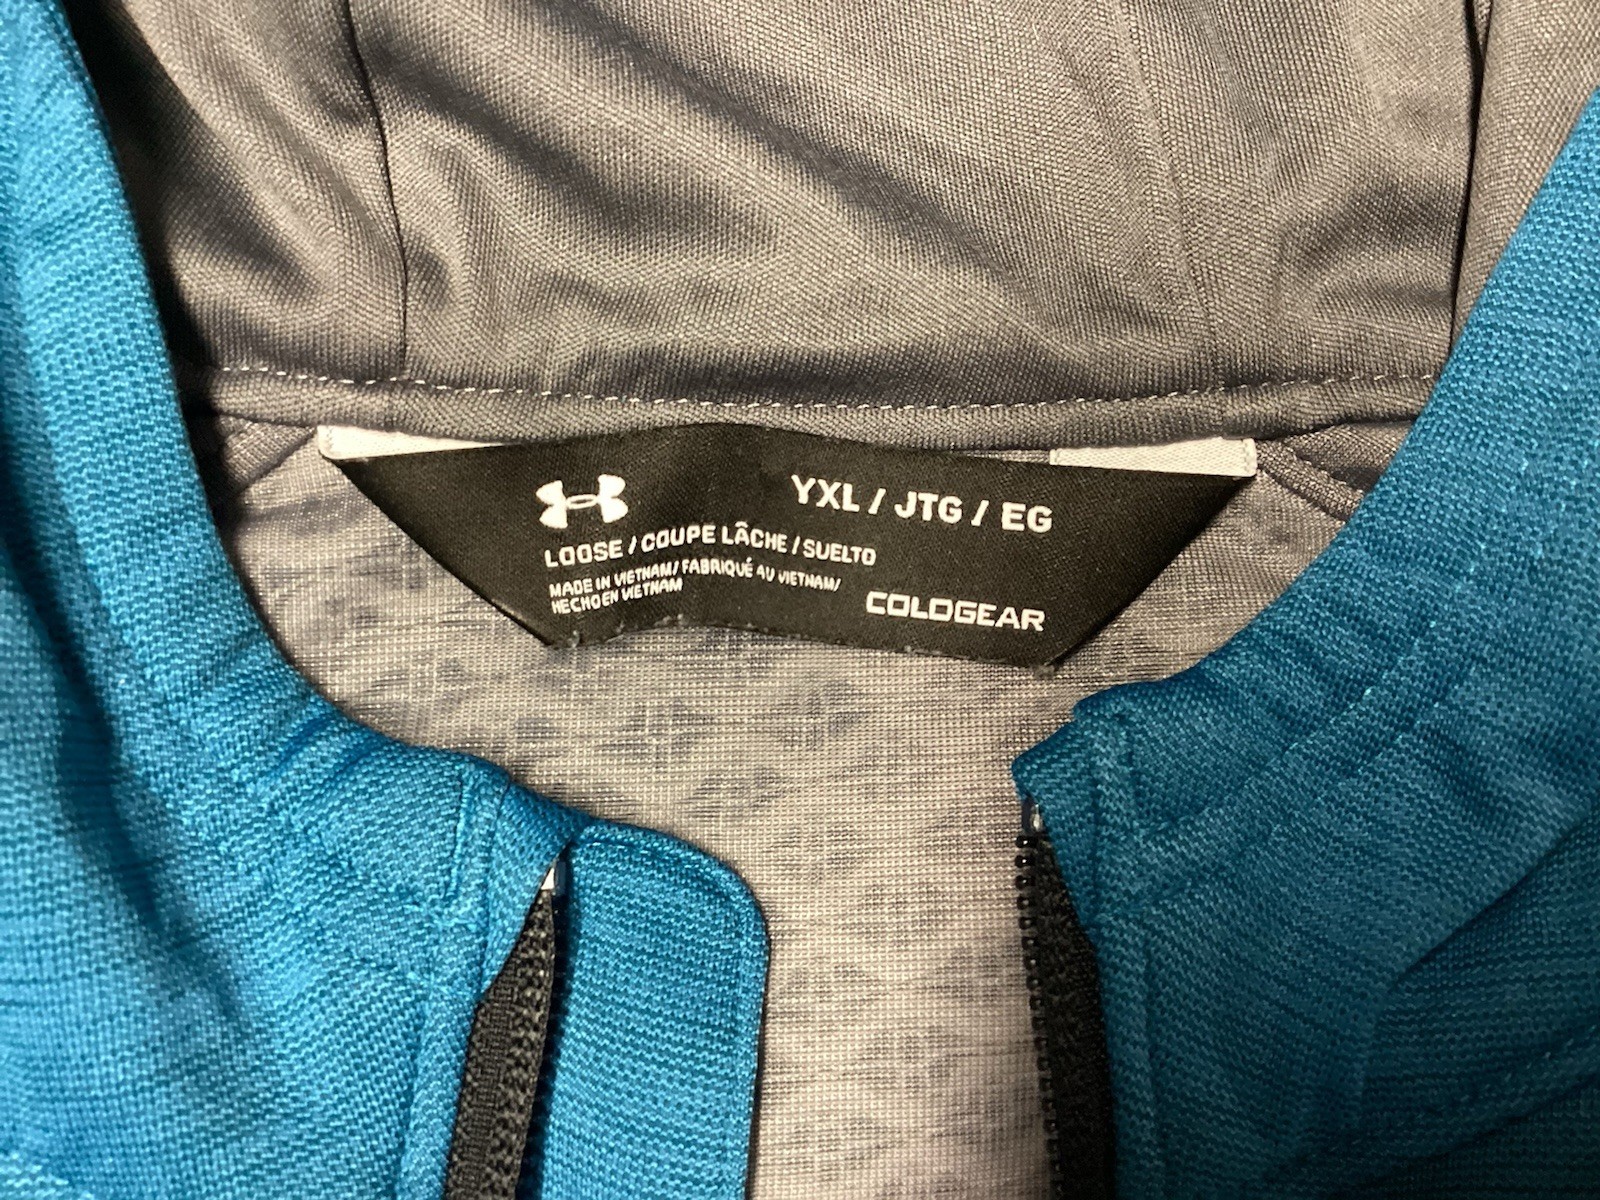 YXL / JTG / EG
LOOSE / COUPE LÂCHE / SUELTO
MADE IN VIETNAM / FABRIQUÉ AU VIETNAM /
HECHO EN VIETNAM
COLDGEAR